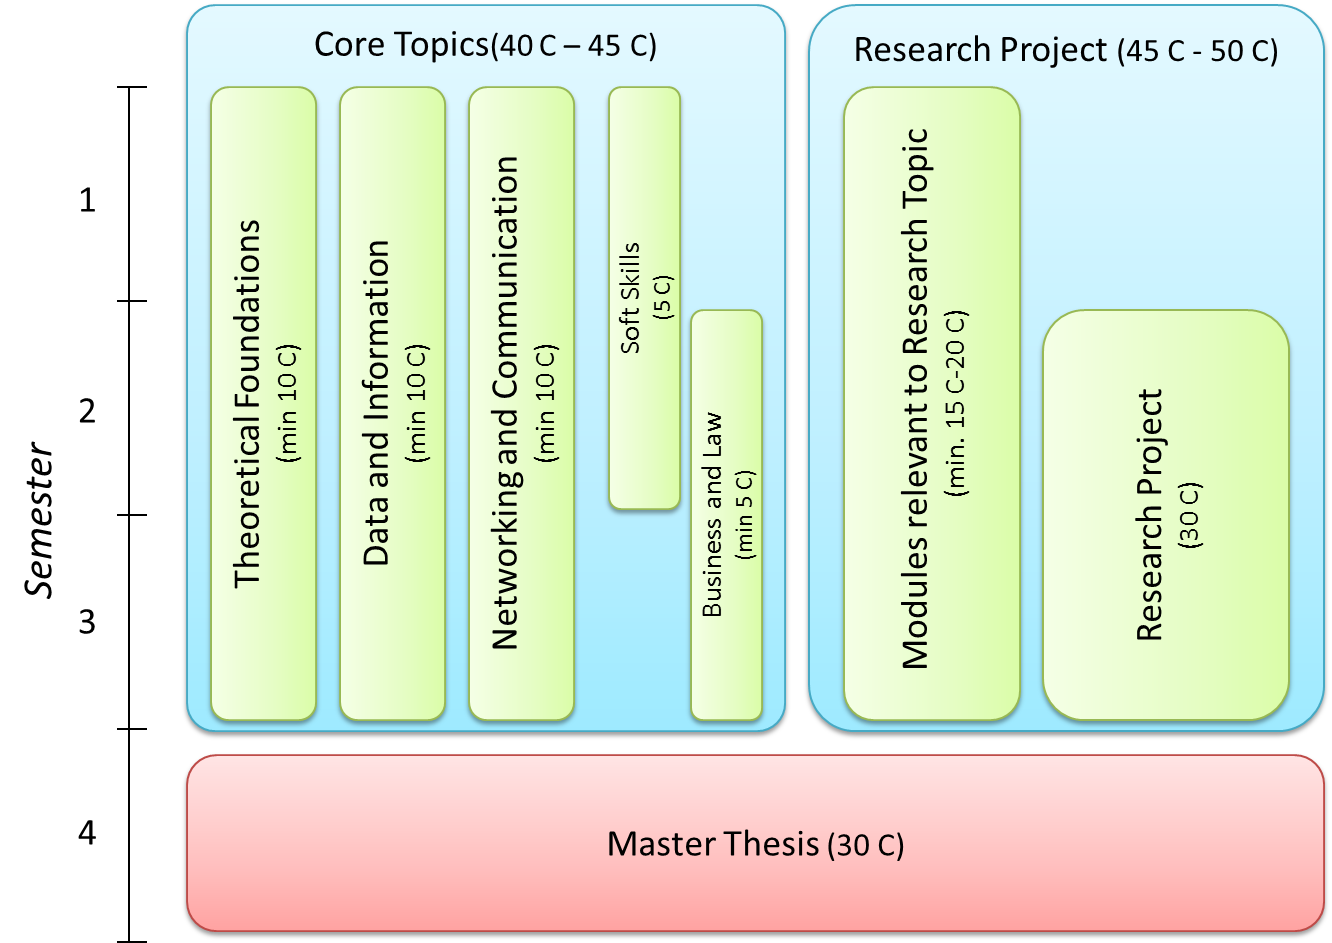 Core Topics(40 C – 45 C)
Research Project (45 C - 50 C)
Semester
1
2
3
4
Theoretical Foundations
(min 10 C)
Data and Information
(min 10 C)
Networking and Communication
(min 10 C)
Soft Skills
(5 C)
Business and Law
(min 5 C)
Modules relevant to Research Topic
(min. 15 C-20 C)
Research Project
(30 C)
Master Thesis (30 C)